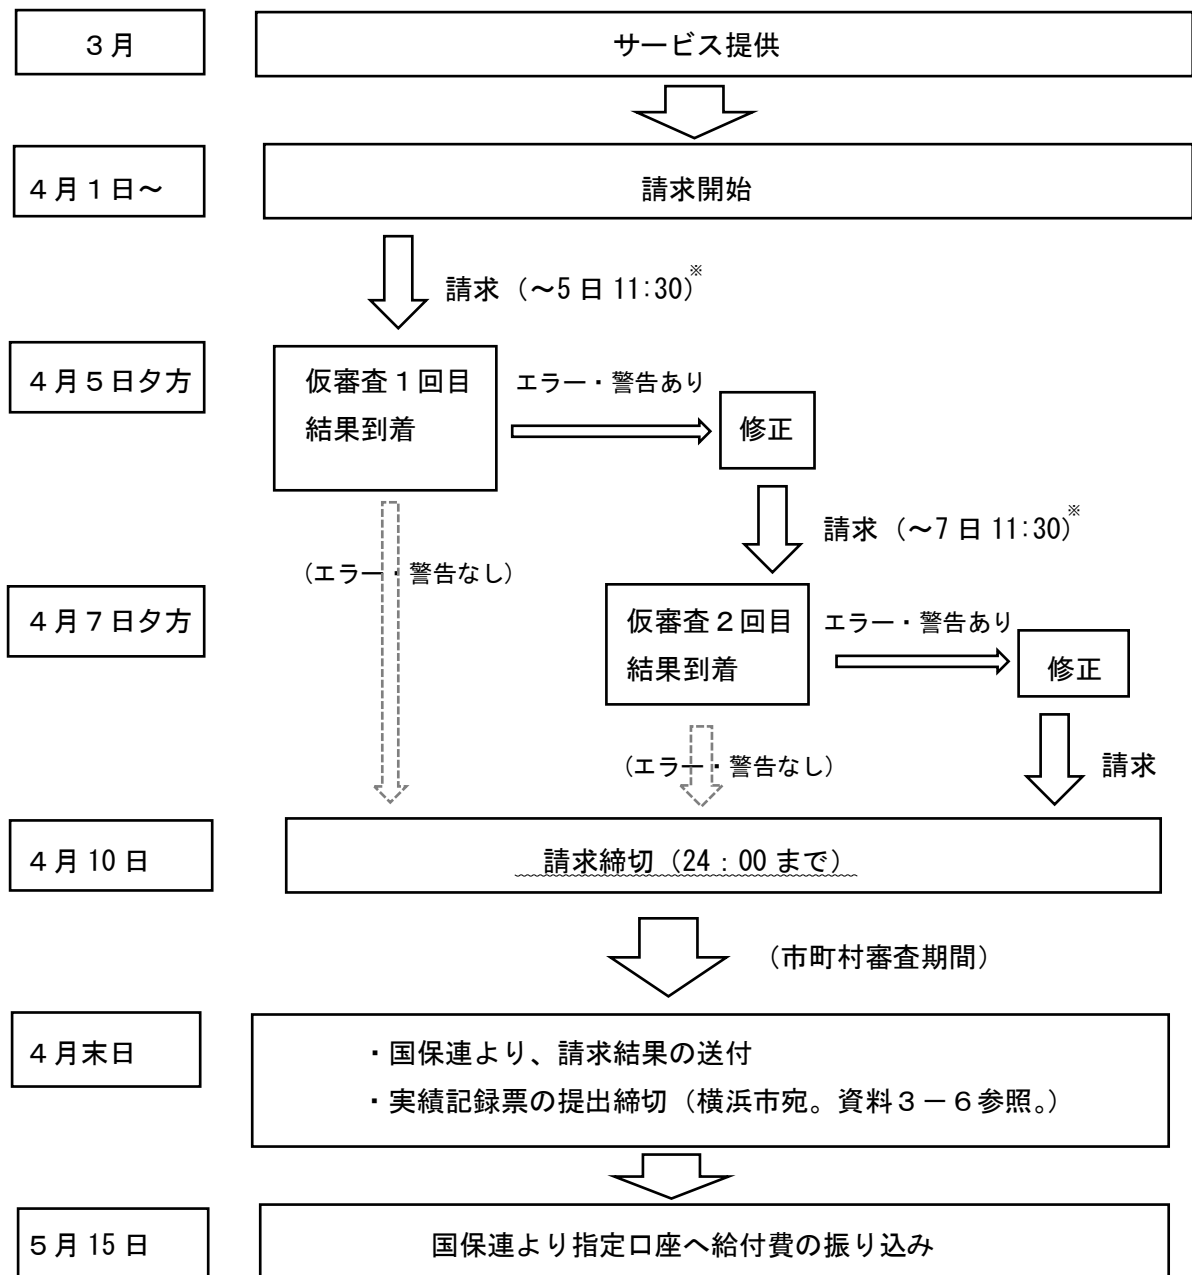 ３月
サービス提供
４月１日～
請求開始
請求（～5 日 11:30）※
４月５日夕方
仮審査１回目
結果到着
エラー・警告あり
修正
請求（～7 日 11:30）※
（エラー・警告なし）
４月７日夕方
仮審査２回目
結果到着
エラー・警告あり
修正
（エラー・警告なし）
請求
４月 10 日
請求締切（24：00 まで）
（市町村審査期間）
４月末日
・国保連より、請求結果の送付
・実績記録票の提出締切（横浜市宛。資料３－６参照。）
５月 15 日
国保連より指定口座へ給付費の振り込み